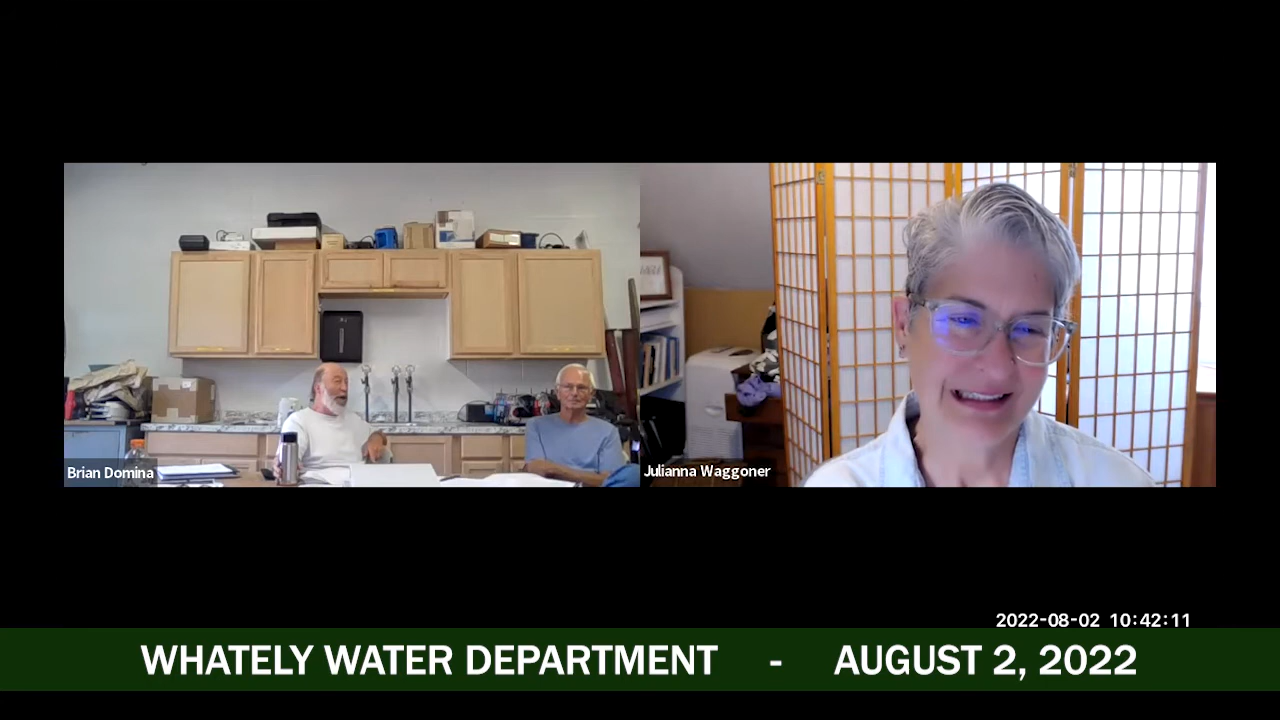 Brian Domina
Julianna Waggoner
2022-08-02 10:42:11
WHATELY WATER DEPARTMENT - AUGUST 2, 2022